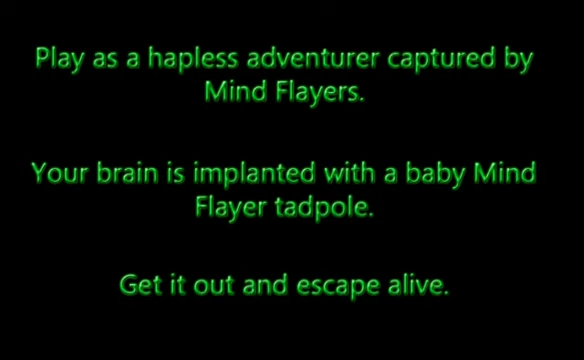 Play as a hapless adventurer captured by
Mind Flayers.
Your brain is implanted with a baby Mind
Flayer tadpole.
Get it out and escape alive.